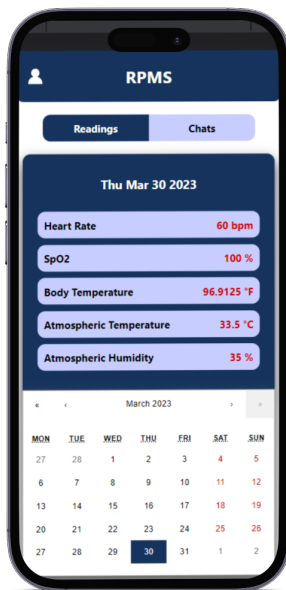 RPMS
Readings Chats
Thu Mar 30 2023
Heart Rate 60 bpm
SpO2 100 %
Body Temperature 96.9125 °F
Atmospheric Temperature 33.5 °C
Atmospheric Humidity 35 %
« ‹ March 2023 › »
MON TUE WED THU FRI SAT SUN
27 28 1 2 3 4 5
6 7 8 9 10 11 12
13 14 15 16 17 18 19
20 21 22 23 24 25 26
27 28 29 30 31 1 2